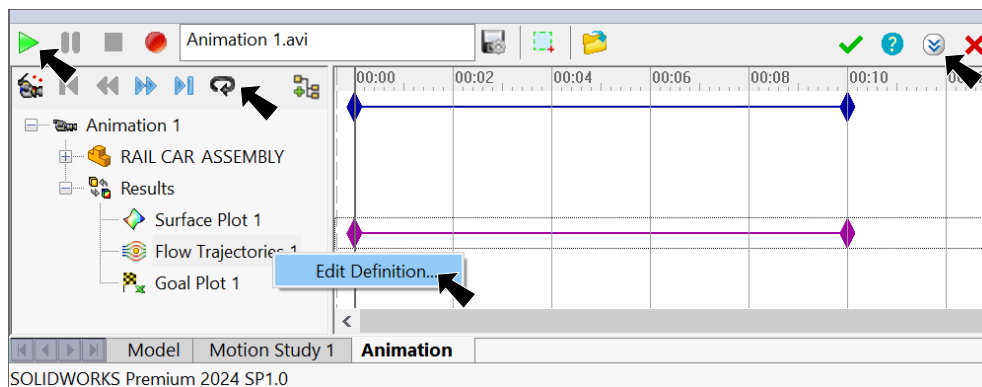 Animation 1.avi
?
00:00 00:02 00:04 00:06 00:08 00:10
Animation 1
RAIL CAR ASSEMBLY
Results
Surface Plot 1
Flow Trajectories 1
Edit Definition...
Goal Plot 1
Model Motion Study 1 Animation
SOLIDWORKS Premium 2024 SP1.0